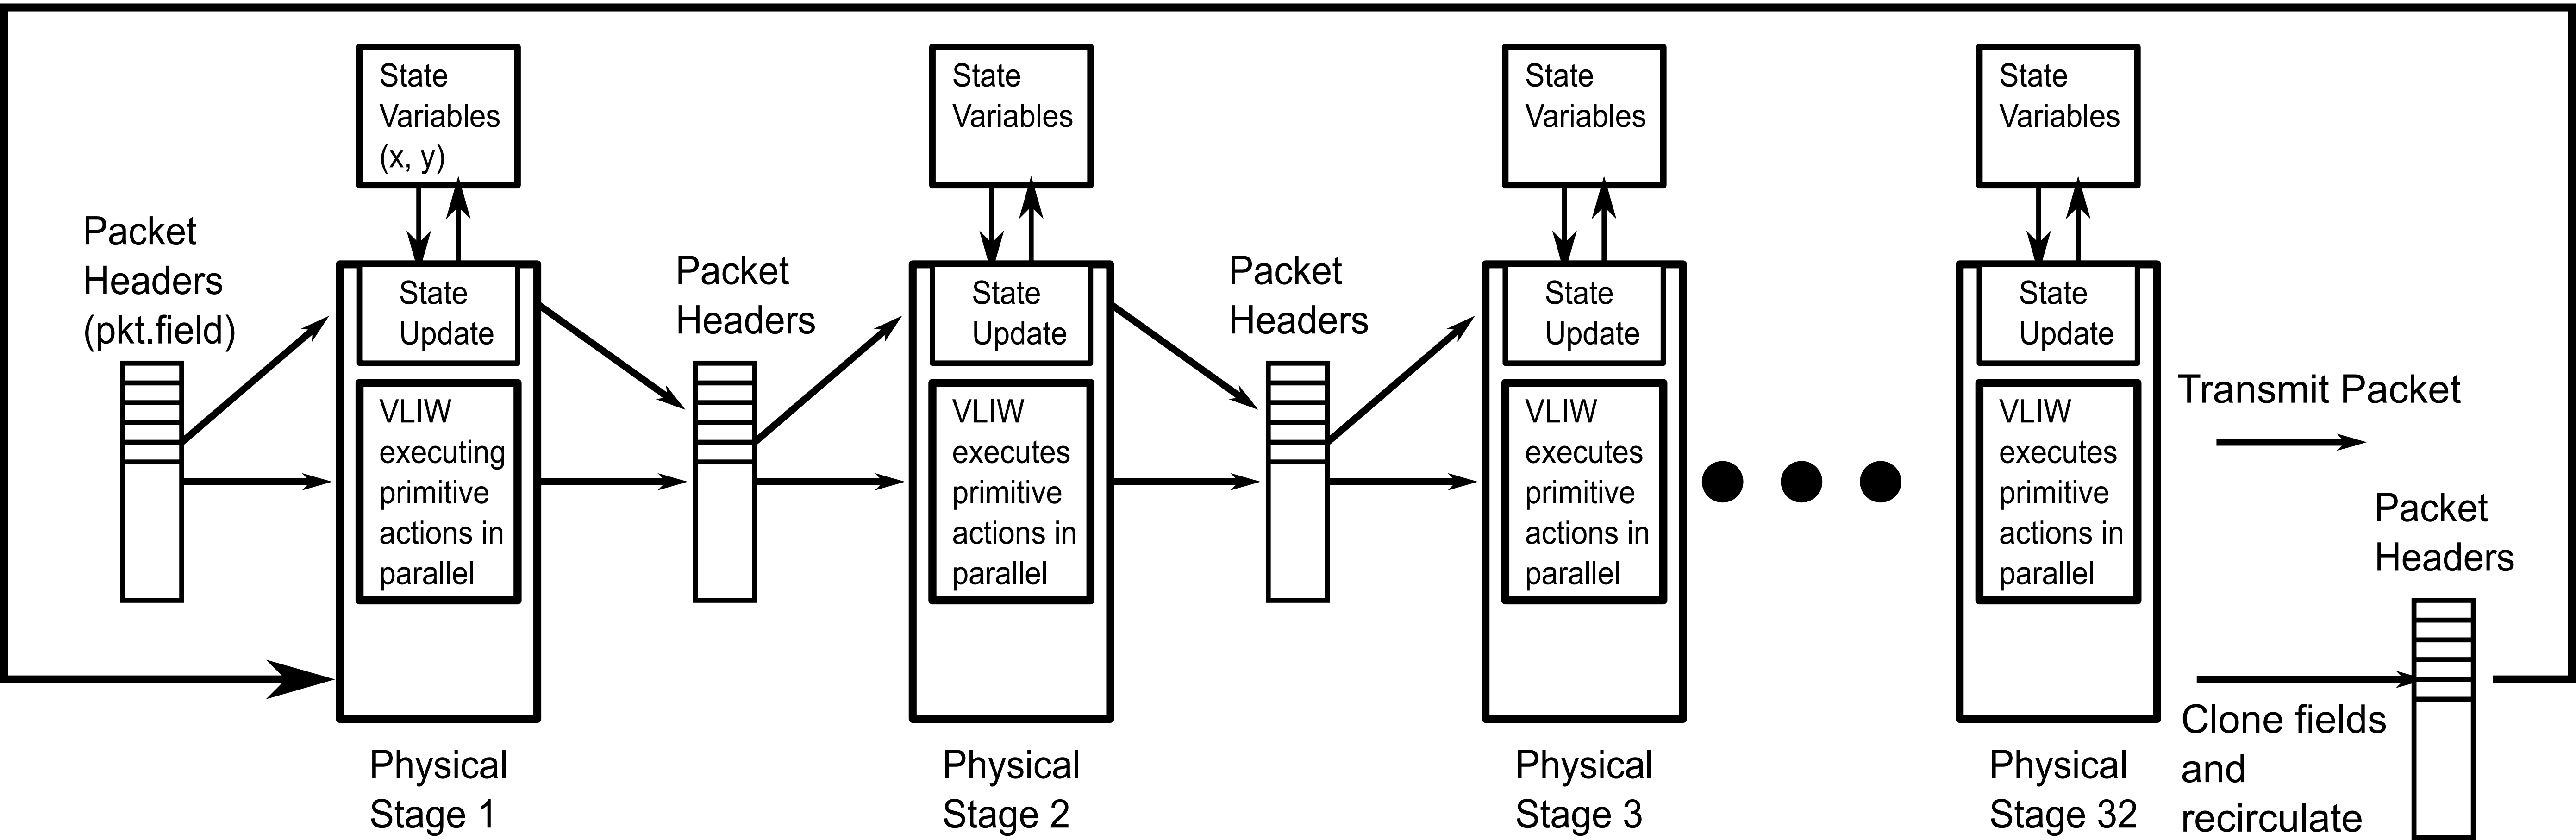 State
Variables
(x, y)
State
Variables
State
Variables
State
Variables
Packet
Headers
(pkt.field)
Packet
Headers
Packet
Headers
State
Update
State
Update
State
Update
State
Update
VLIW
executing
primitive
actions in
parallel
VLIW
executes
primitive
actions in
parallel
VLIW
executes
primitive
actions in
parallel
VLIW
executes
primitive
actions in
parallel
Transmit Packet
Packet
Headers
Clone fields
and
recirculate
Physical
Stage 1
Physical
Stage 2
Physical
Stage 3
Physical
Stage 32